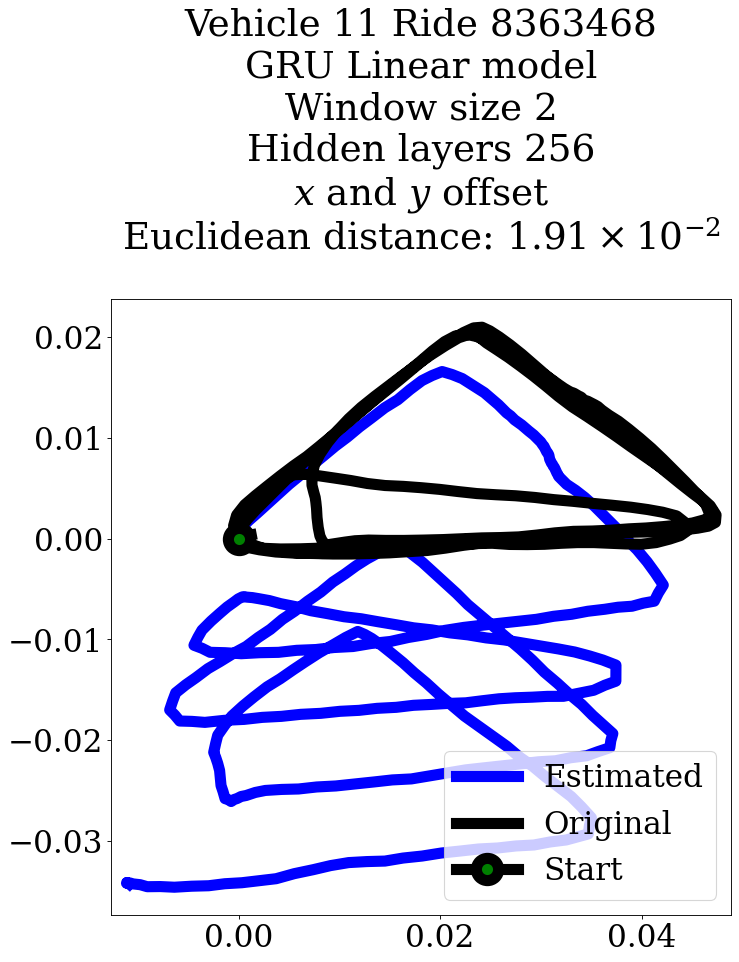 Vehicle 11 Ride 8363468
GRU Linear model
Window size 2
Hidden layers 256
x and y offset
Euclidean distance: 1.91 × 10⁻²
0.02
0.01
0.00
−0.01
−0.02
−0.03
Estimated
Original
Start
0.00 0.02 0.04